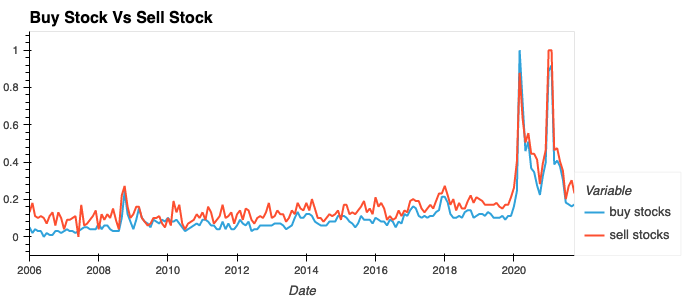 Buy Stock Vs Sell Stock
1
0.8
0.6
0.4
0.2
0
2006 2008 2010 2012 2014 2016 2018 2020
Date
Variable
buy stocks
sell stocks